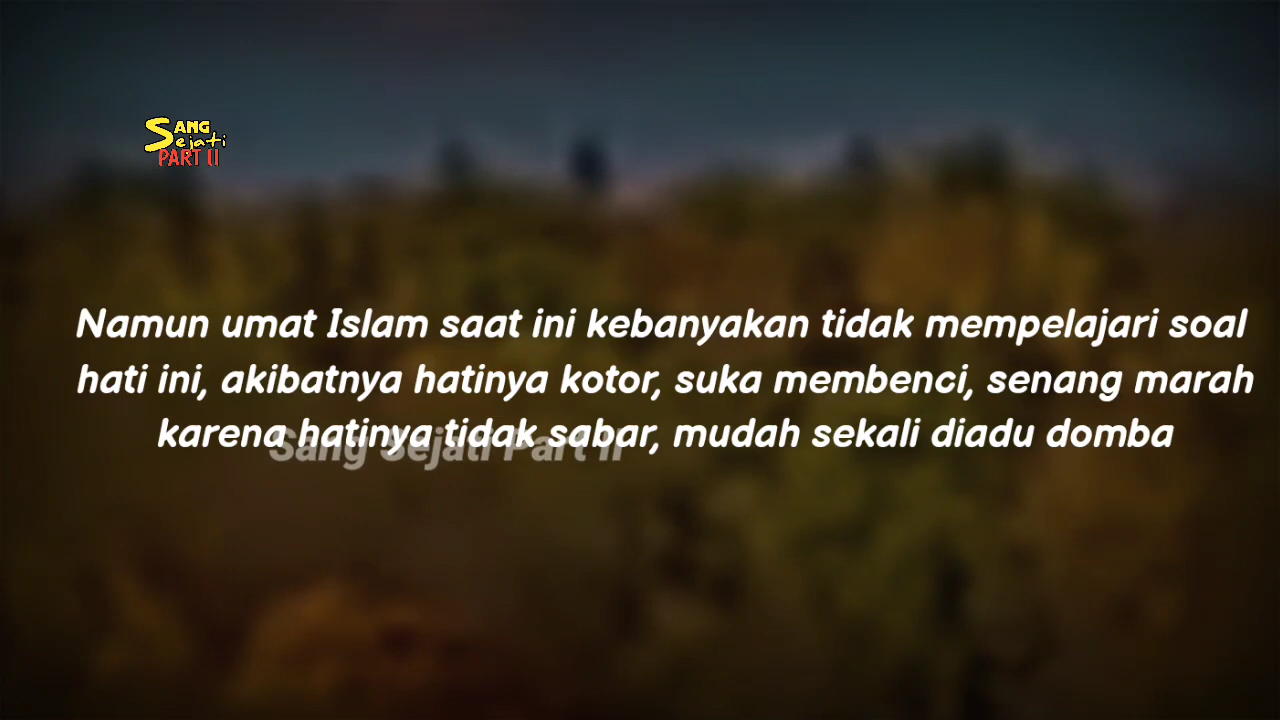 SANG
Sejati
PART II
Namun umat Islam saat ini kebanyakan tidak mempelajari soal
hati ini, akibatnya hatinya kotor, suka membenci, senang marah
karena hatinya tidak sabar, mudah sekali diadu domba
Sang Sejati Part II